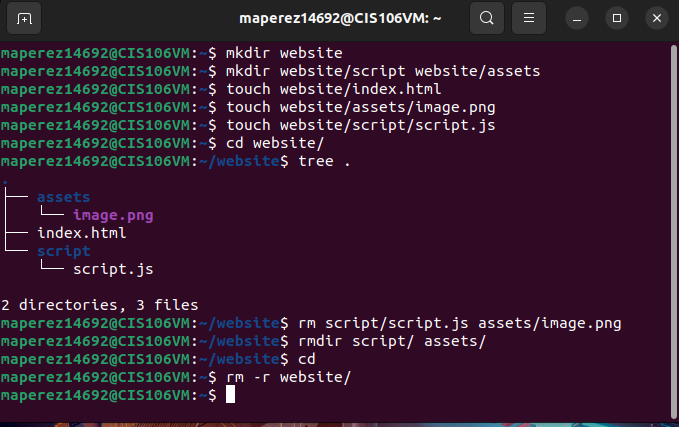 maperez14692@CIS106VM: ~
maperez14692@CIS106VM:~$ mkdir website
maperez14692@CIS106VM:~$ mkdir website/script website/assets
maperez14692@CIS106VM:~$ touch website/index.html
maperez14692@CIS106VM:~$ touch website/assets/image.png
maperez14692@CIS106VM:~$ touch website/script/script.js
maperez14692@CIS106VM:~$ cd website/
maperez14692@CIS106VM:~/website$ tree .
.
├── assets
│   └── image.png
├── index.html
└── script
    └── script.js

2 directories, 3 files
maperez14692@CIS106VM:~/website$ rm script/script.js assets/image.png
maperez14692@CIS106VM:~/website$ rmdir script/ assets/
maperez14692@CIS106VM:~/website$ cd
maperez14692@CIS106VM:~$ rm -r website/
maperez14692@CIS106VM:~$